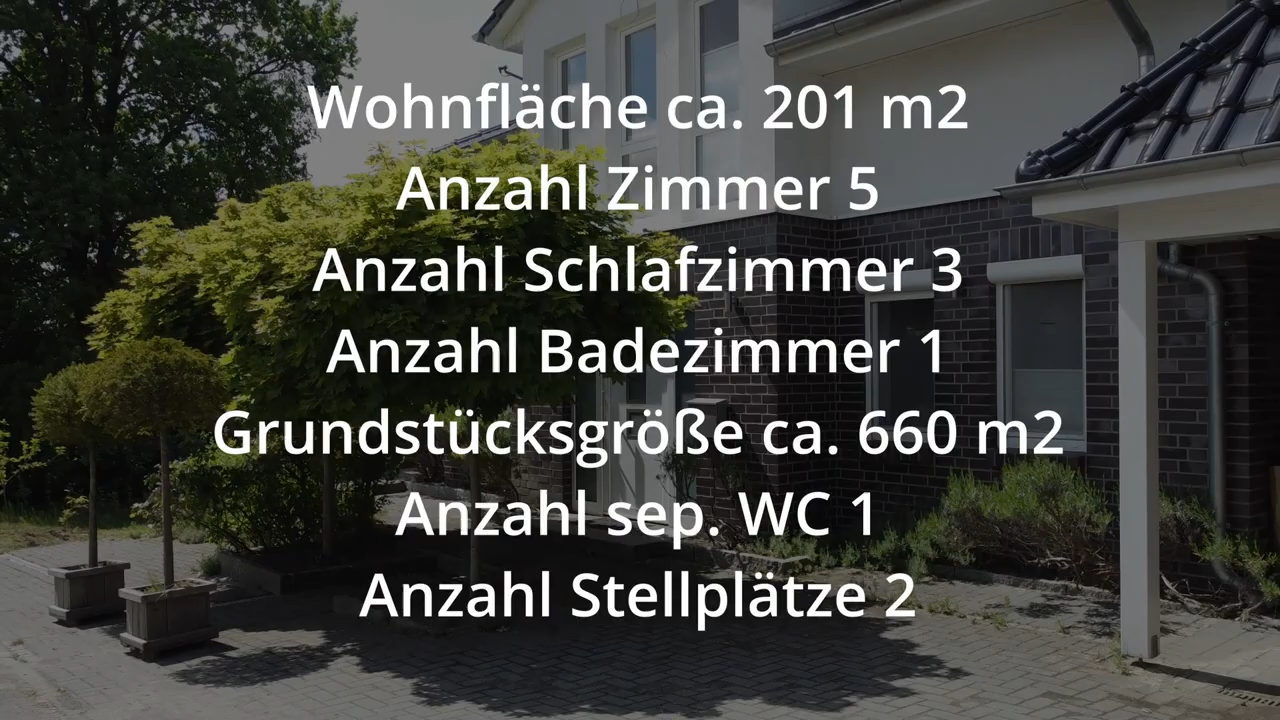 Wohnfläche ca. 201 m2
Anzahl Zimmer 5
Anzahl Schlafzimmer 3
Anzahl Badezimmer 1
Grundstücksgröße ca. 660 m2
Anzahl sep. WC 1
Anzahl Stellplätze 2